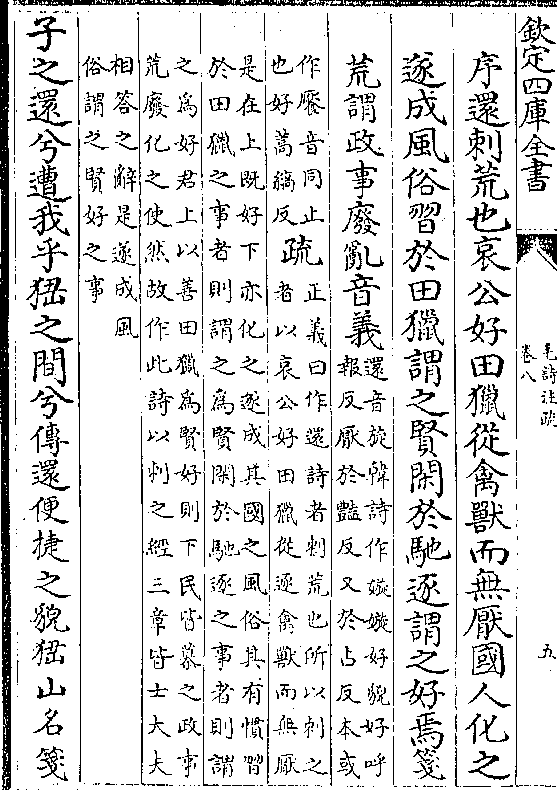 欽定四庫全書
毛詩注疏
卷八
五
序還刺荒也哀公好田獵從禽獸而無厭國人化之
遂成風俗習於田獵謂之賢閑於馳逐謂之好焉箋
荒謂政事廢亂音義
還音旋韓詩作嫙嫙好貌好呼
報反厭於豔反又於占反本或
作饜音同止
也好蒿縞反
疏
正義曰作還詩者刺荒也所以刺之
者以哀公好田獵從逐禽獸而無厭
是在上既好下亦化之遂成其國之風俗其有慣習
於田獵之事者則謂之為賢閑於馳逐之事者則謂
之為好君上以善田獵為賢好則下民皆慕之政事
荒廢化之使然故作此詩以刺之經三章皆士大夫
相答之辭是遂成風
俗謂之賢好之事
子之還兮遭我乎峱之間兮傳還便捷之貌峱山名箋